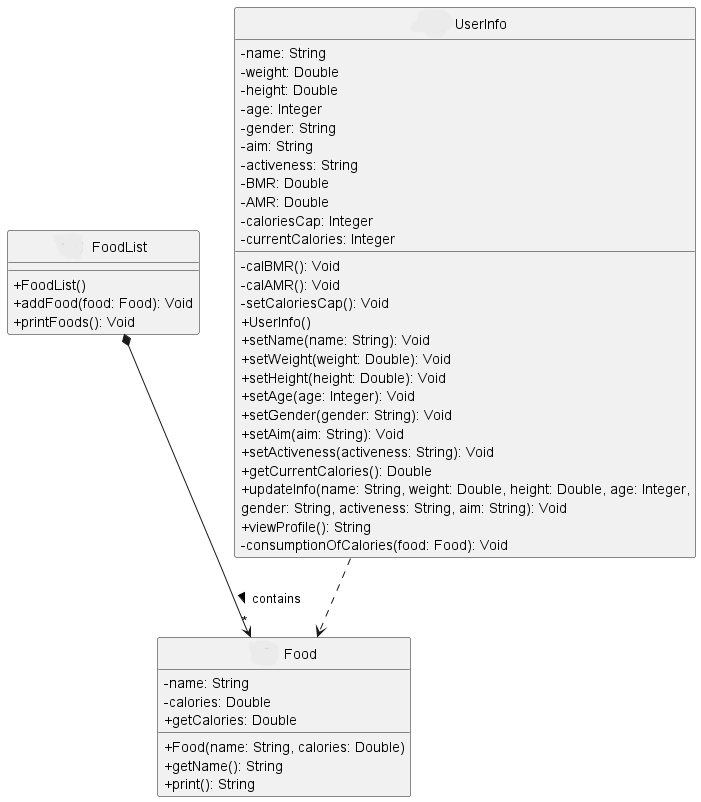 UserInfo
-name: String
-weight: Double
-height: Double
-age: Integer
-gender: String
-aim: String
-activeness: String
-BMR: Double
-AMR: Double
-caloriesCap: Integer
-currentCalories: Integer
-calBMR(): Void
-calAMR(): Void
-setCaloriesCap(): Void
+UserInfo()
+setName(name: String): Void
+setWeight(weight: Double): Void
+setHeight(height: Double): Void
+setAge(age: Integer): Void
+setGender(gender: String): Void
+setAim(aim: String): Void
+setActiveness(activeness: String): Void
+getCurrentCalories(): Double
+updateInfo(name: String, weight: Double, height: Double, age: Integer,
gender: String, activeness: String, aim: String): Void
+viewProfile(): String
-consumptionOfCalories(food: Food): Void
FoodList
+FoodList()
+addFood(food: Food): Void
+printFoods(): Void
contains
*
Food
-name: String
-calories: Double
+getCalories: Double
+Food(name: String, calories: Double)
+getName(): String
+print(): String